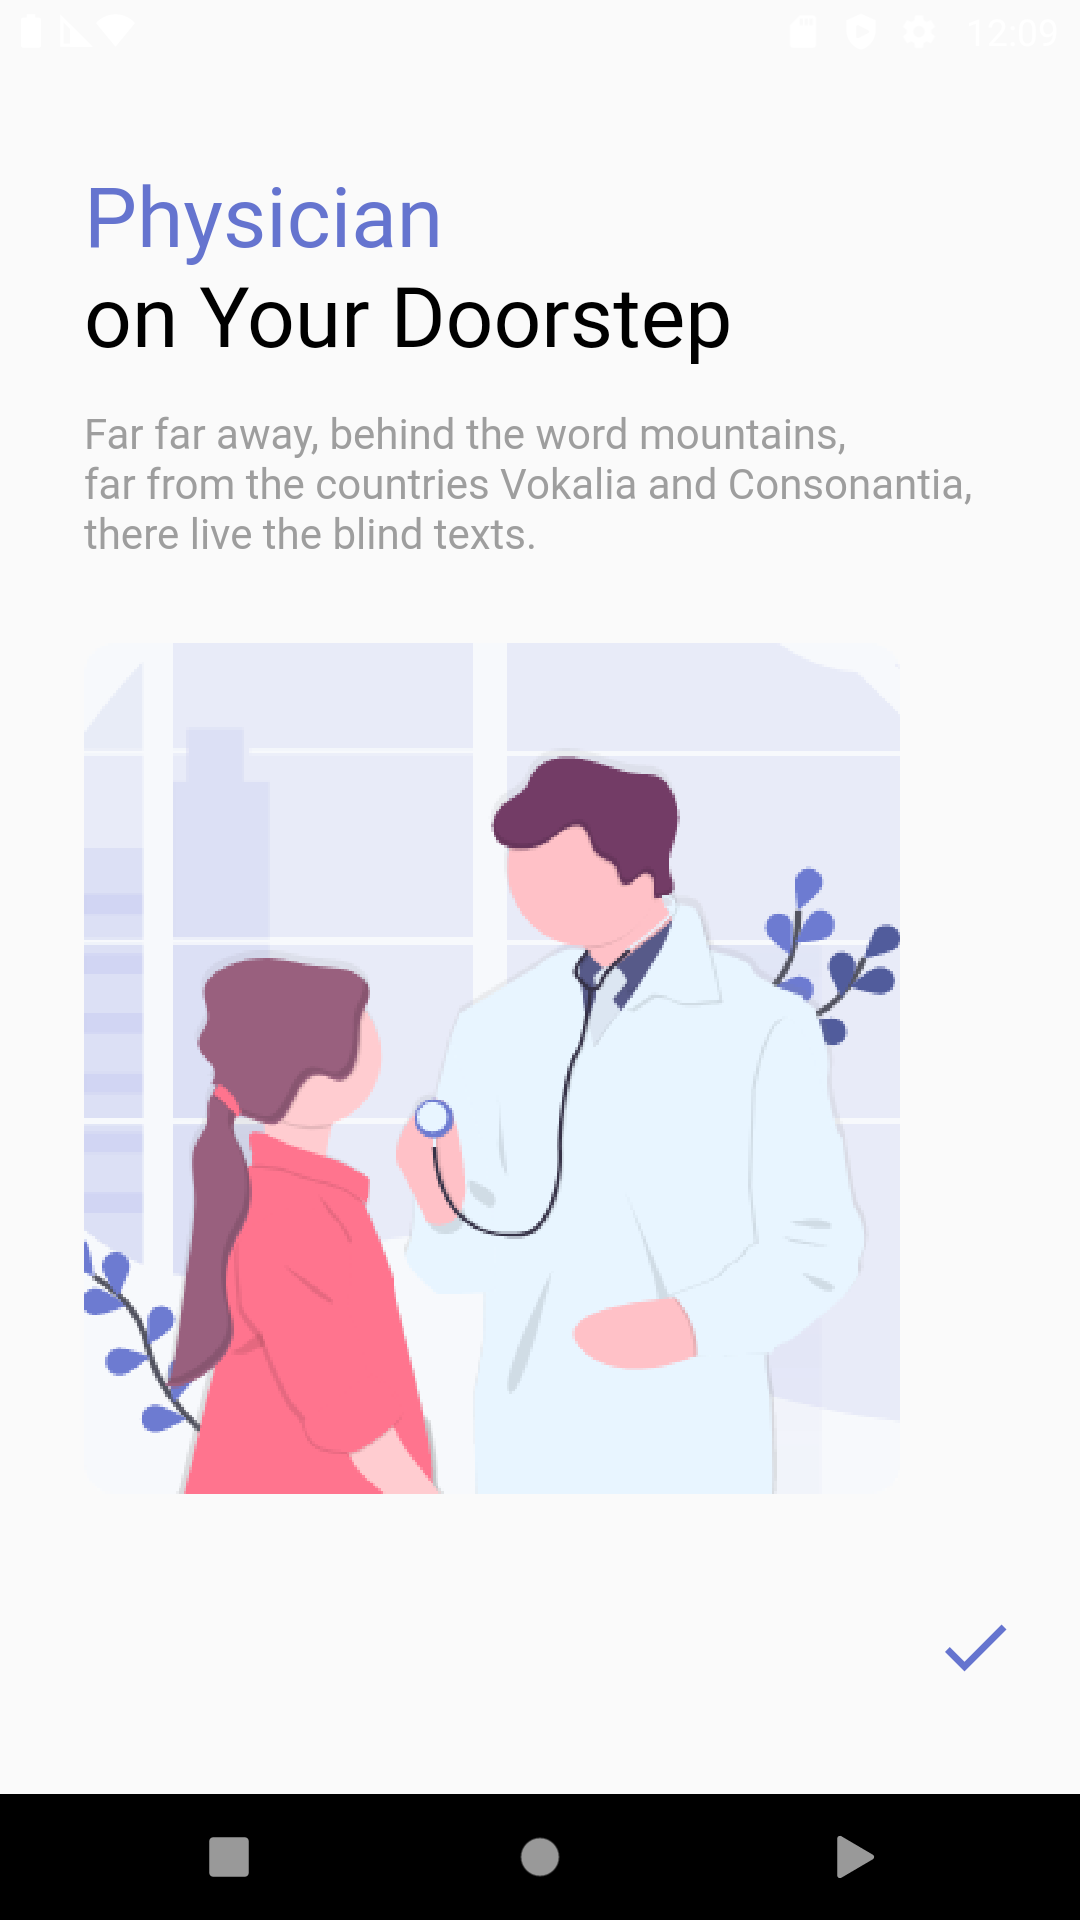 12:09
Physician
on Your Doorstep
Far far away, behind the word mountains,
far from the countries Vokalia and Consonantia,
there live the blind texts.